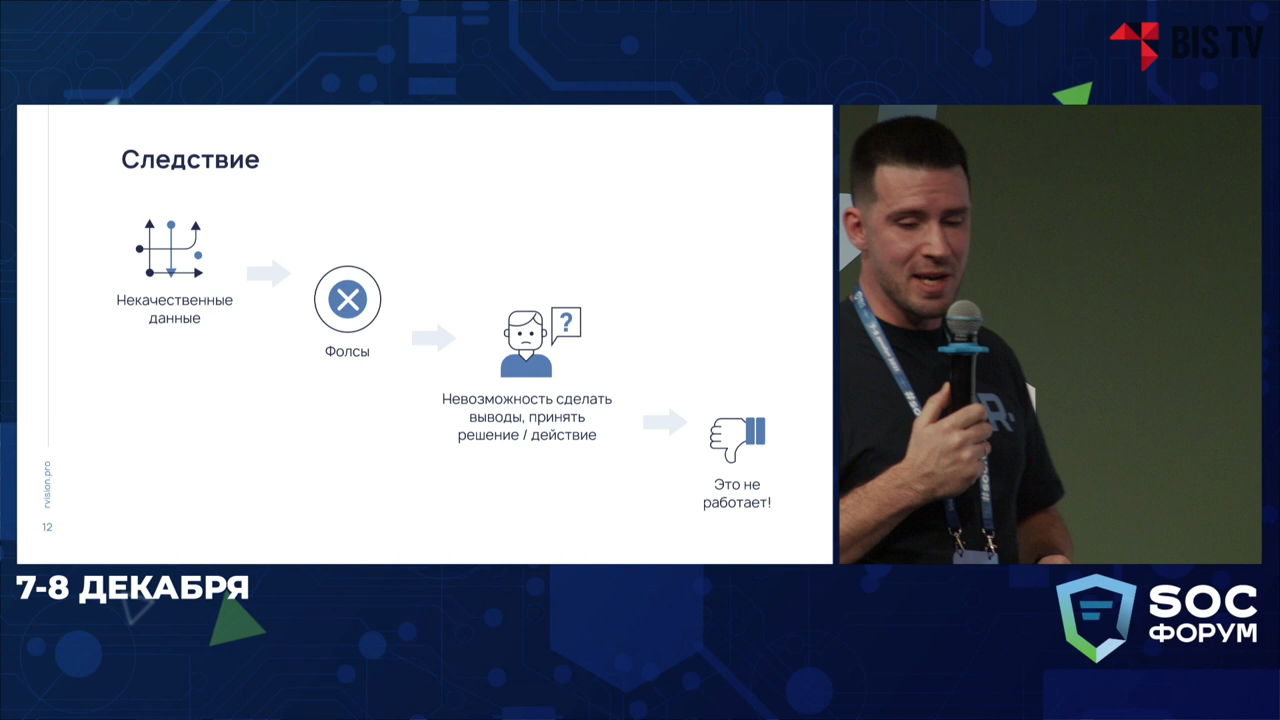 BIS TV
Следствие
Некачественные
данные
Фолсы
?
Невозможность сделать
выводы, принять
решение / действие
Это не
работает!
rvision.pro
12
R.
7-8 ДЕКАБРЯ
SOC
ФОРУМ